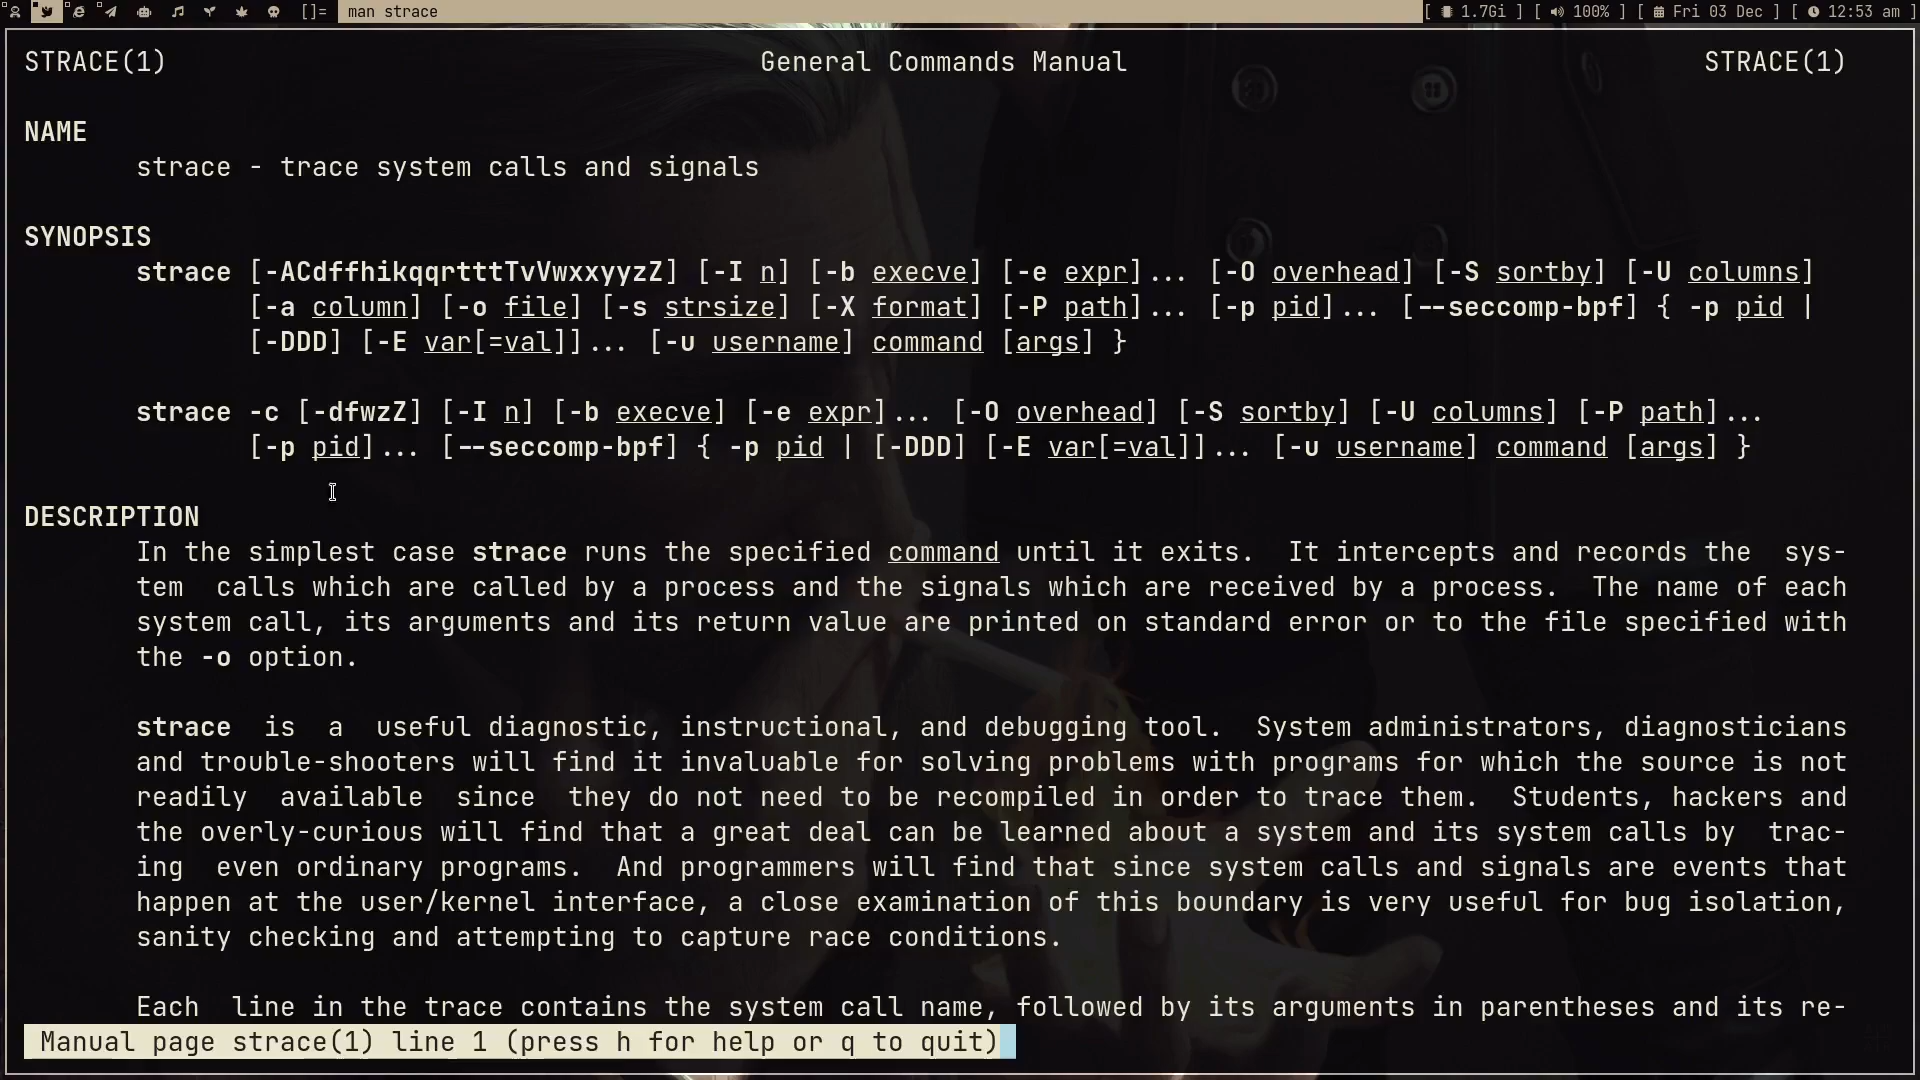 []= man strace [ 1.7Gi ] [ 100% ] [ Fri 03 Dec ] [ 12:53 am ]
STRACE(1) General Commands Manual STRACE(1)
NAME
strace - trace system calls and signals
SYNOPSIS
strace [-ACdffhikqqrtttTvVwxxyyzZ] [-I n] [-b execve] [-e expr]... [-O overhead] [-S sortby] [-U columns]
[-a column] [-o file] [-s strsize] [-X format] [-P path]... [-p pid]... [--seccomp-bpf] { -p pid |
[-DDD] [-E var[=val]]... [-u username] command [args] }
strace -c [-dfwzZ] [-I n] [-b execve] [-e expr]... [-O overhead] [-S sortby] [-U columns] [-P path]...
[-p pid]... [--seccomp-bpf] { -p pid | [-DDD] [-E var[=val]]... [-u username] command [args] }
DESCRIPTION
In the simplest case strace runs the specified command until it exits.  It intercepts and records the  sys-
tem  calls which are called by a process and the signals which are received by a process.  The name of each
system call, its arguments and its return value are printed on standard error or to the file specified with
the -o option.
strace  is  a  useful diagnostic, instructional, and debugging tool.  System administrators, diagnosticians
and trouble-shooters will find it invaluable for solving problems with programs for which the source is not
readily  available  since  they do not need to be recompiled in order to trace them.  Students, hackers and
the overly-curious will find that a great deal can be learned about a system and its system calls by  trac-
ing  even ordinary programs.  And programmers will find that since system calls and signals are events that
happen at the user/kernel interface, a close examination of this boundary is very useful for bug isolation,
sanity checking and attempting to capture race conditions.
Each  line in the trace contains the system call name, followed by its arguments in parentheses and its re-
Manual page strace(1) line 1 (press h for help or q to quit)